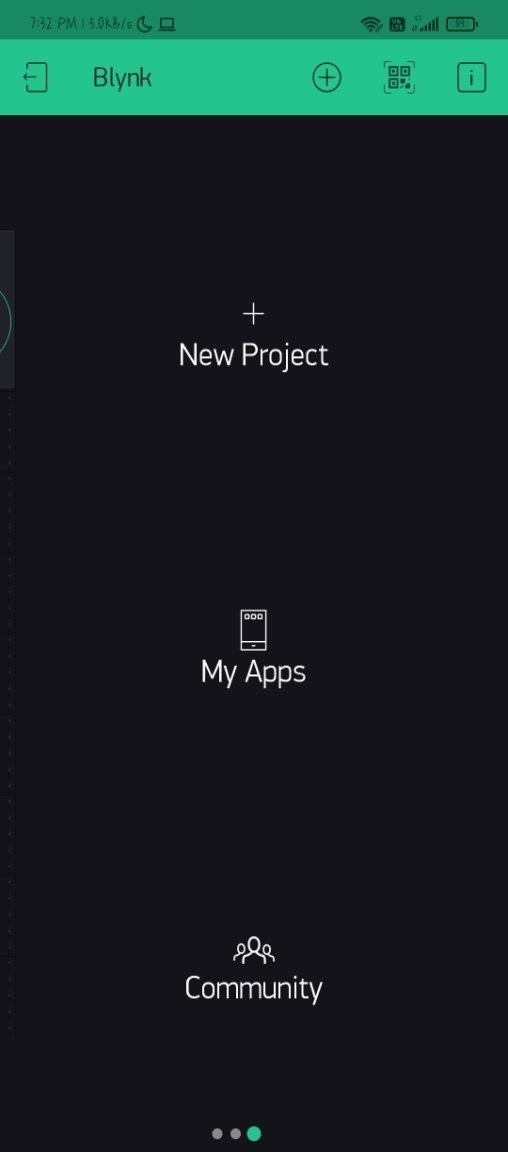 7:32 PM | 5.0KB/s
Blynk
New Project
My Apps
Community